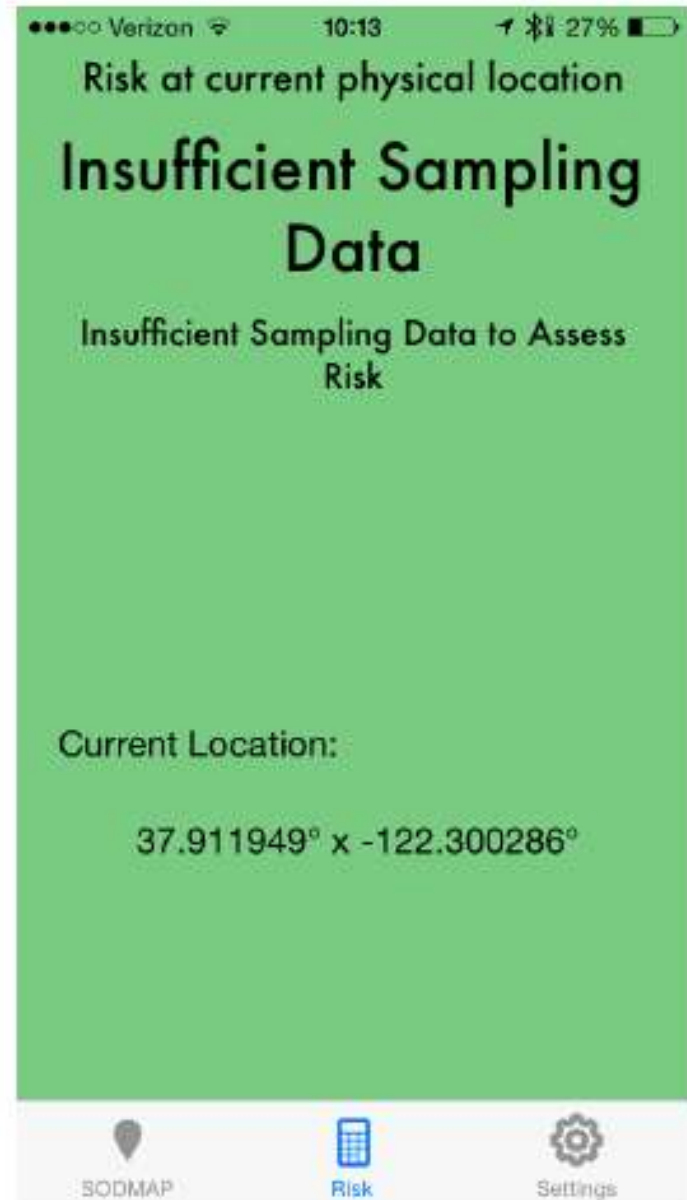 Verizon 10:13 27%
Risk at current physical location
Insufficient Sampling
Data
Insufficient Sampling Data to Assess
Risk
Current Location:
37.911949° x -122.300286°
SODMAP Risk Settings